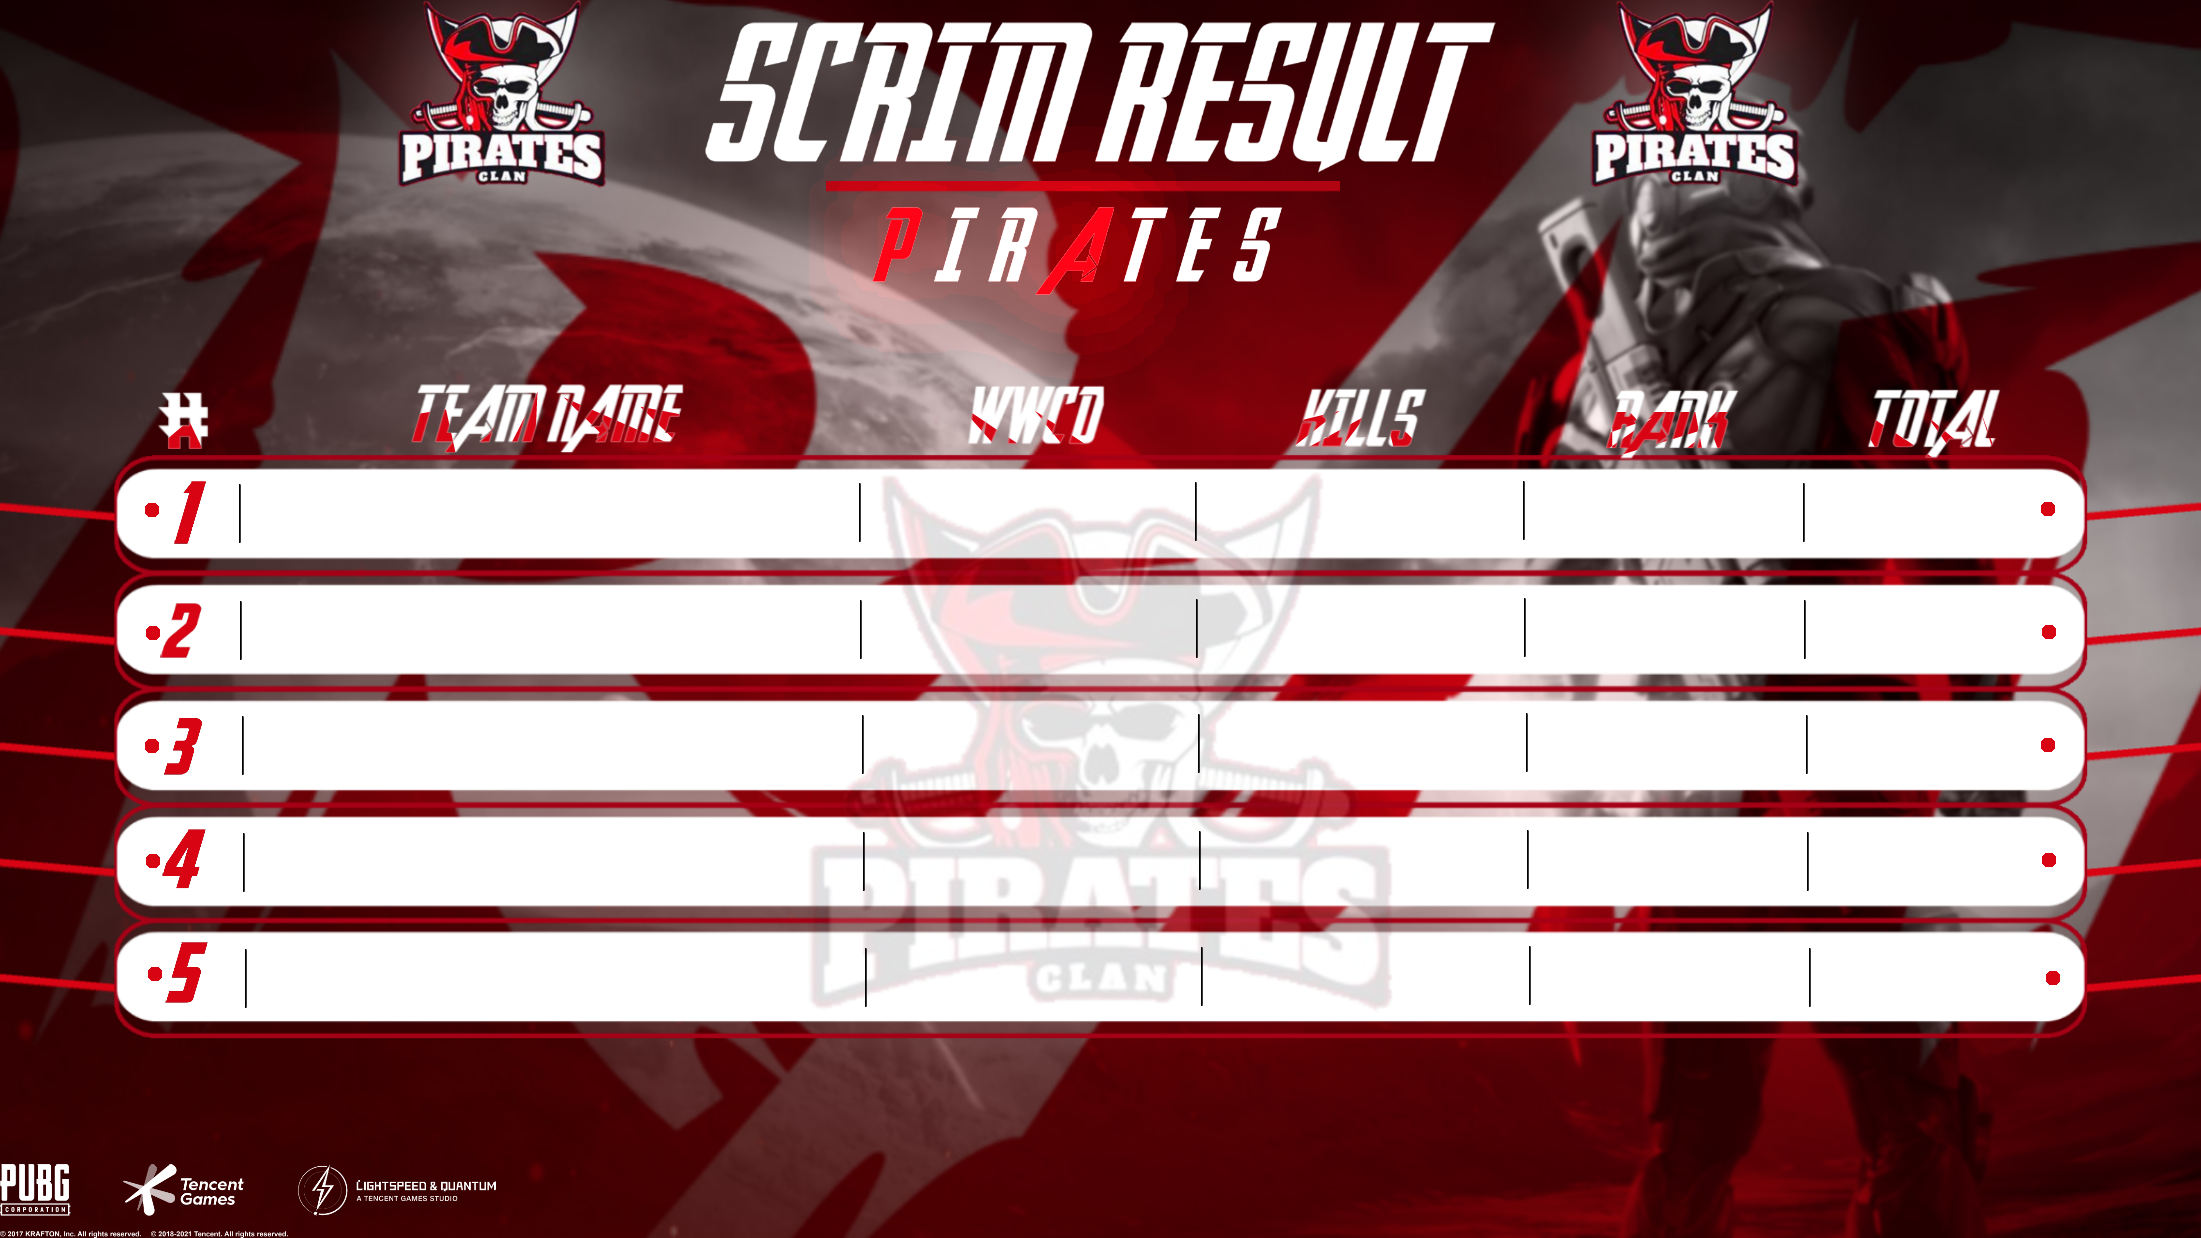 SCRIM RESULT
PIRATES
CLAN
PIRATES
CLAN
PIRATES
# TEAM NAME WWCD KILLS RANK TOTAL
1
2
3
4
5
PIRATES
CLAN
PUBG
CORPORATION
Tencent
Games
LIGHTSPEED & QUANTUM
A TENCENT GAMES STUDIO
© 2017 KRAFTON, Inc. All rights reserved. © 2018-2021 Tencent. All rights reserved.